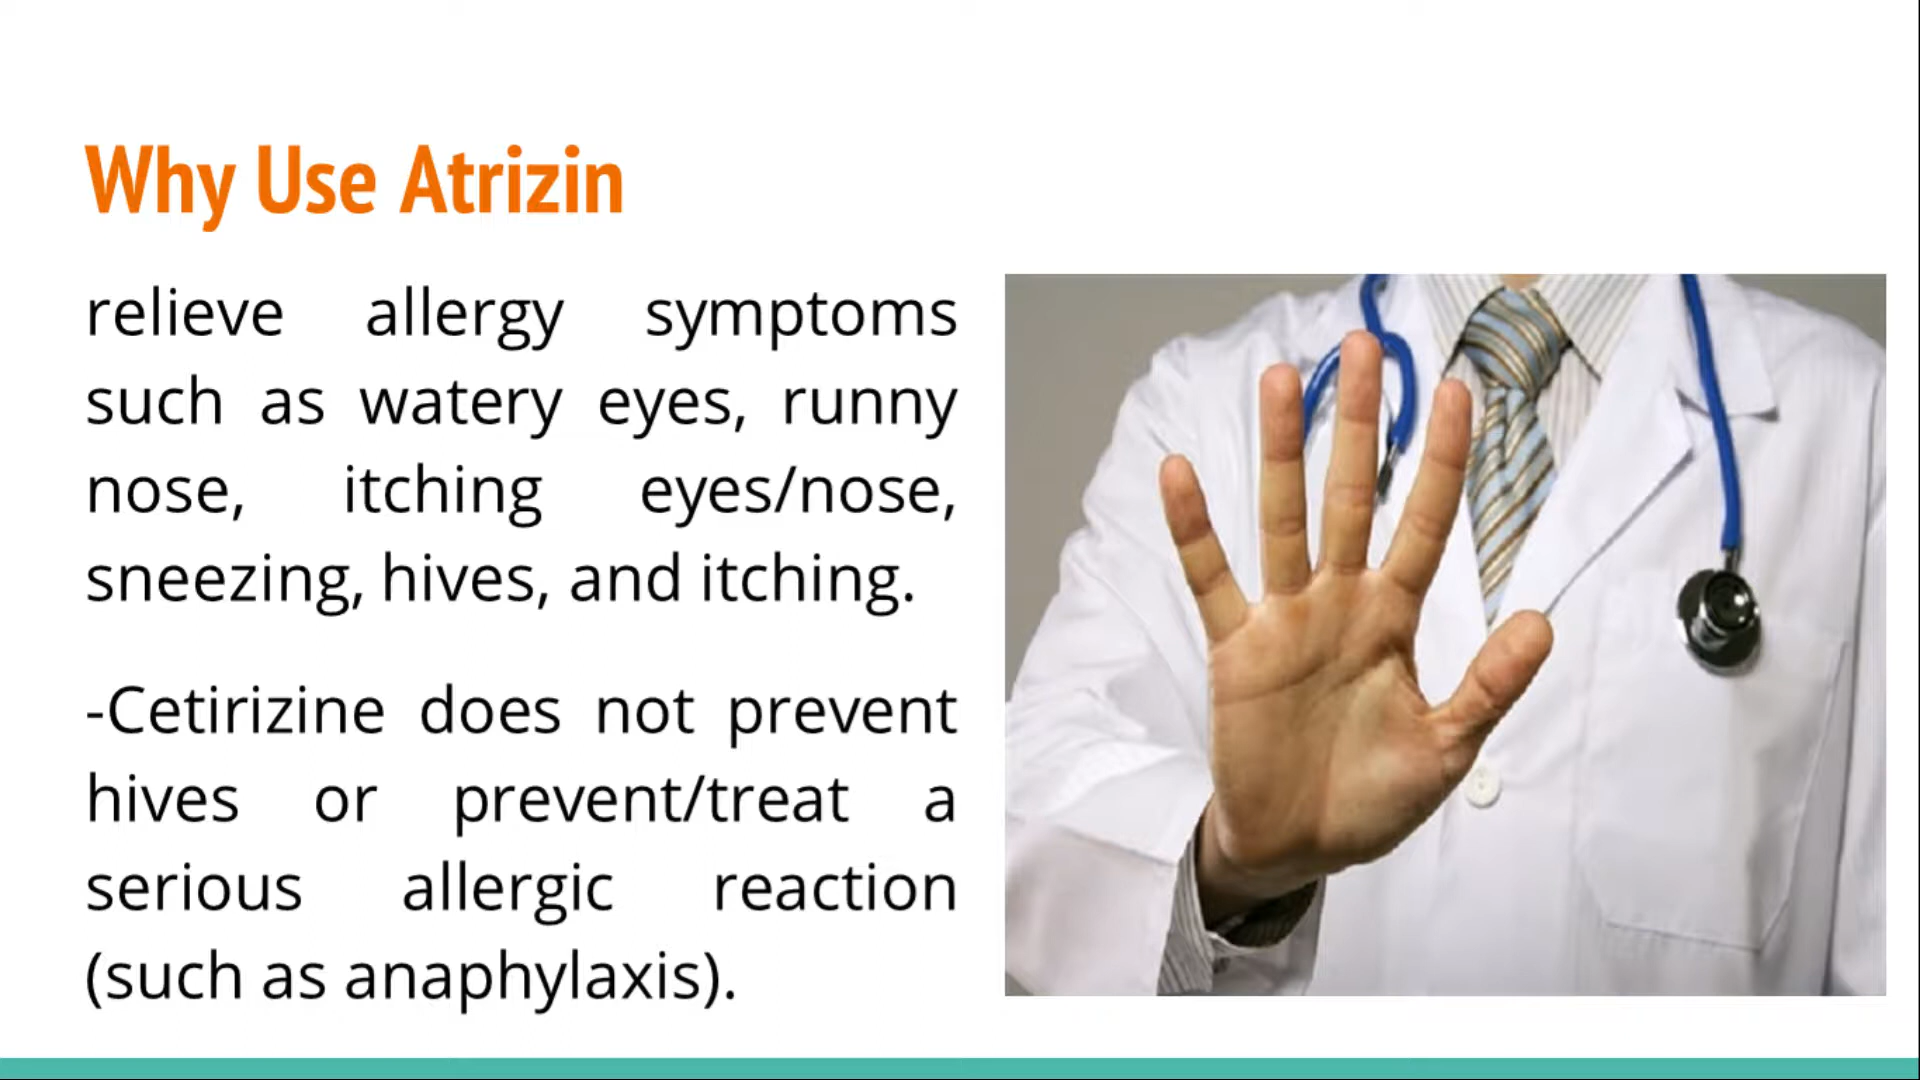 Why Use Atrizin
relieve allergy symptoms
such as watery eyes, runny
nose, itching eyes/nose,
sneezing, hives, and itching.
-Cetirizine does not prevent
hives or prevent/treat a
serious allergic reaction
(such as anaphylaxis).